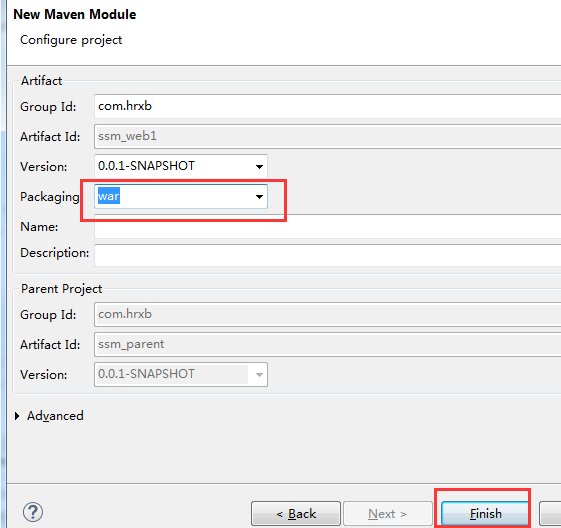 New Maven Module
Configure project
Artifact
Group Id: com.hrxb
Artifact Id: ssm_web1
Version: 0.0.1-SNAPSHOT
Packaging war
Name:
Description:
Parent Project
Group Id: com.hrxb
Artifact Id: ssm_parent
Version: 0.0.1-SNAPSHOT
Advanced
? < Back Next > Finish